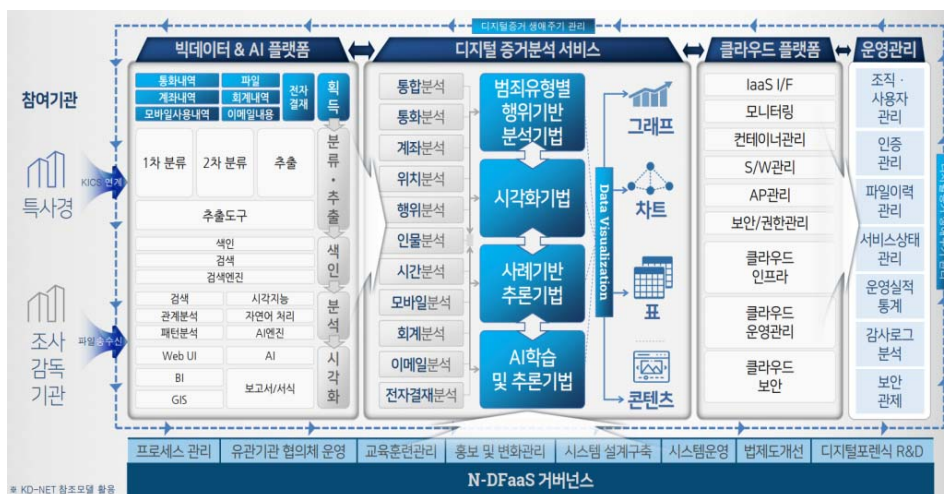 디지털증거 생애주기 관리
참여기관
특사경
KICS 연계
조사
감독
기관
파일송수신
빅데이터 & AI 플랫폼
통화내역
파일
전자
결재
계좌내역
회계내역
모바일사용내역
이메일내용
획득
1차 분류
2차 분류
추출
분류·추출
추출도구
색인
검색
검색엔진
색인
검색
시각지능
관계분석
자연어 처리
패턴분석
AI엔진
분석
Web UI
AI
BI
보고서/서식
GIS
시각화
디지털 증거분석 서비스
통합분석
통화분석
계좌분석
위치분석
행위분석
인물분석
시간분석
모바일분석
회계분석
이메일분석
전자결재분석
범죄유형별
행위기반
분석기법
시각화기법
사례기반
추론기법
AI학습
및 추론기법
Data Visualization
그래프
차트
표
콘텐츠
클라우드 플랫폼
IaaS I/F
모니터링
컨테이너관리
S/W관리
AP관리
보안/권한관리
클라우드
인프라
클라우드
운영관리
클라우드
보안
운영관리
조직·
사용자
관리
인증
관리
파일이력
관리
서비스상태
관리
운영실적
통계
감사로그
분석
보안
관제
프로세스 관리
유관기관 협의체 운영
교육훈련관리
홍보 및 변화관리
시스템 설계구축
시스템운영
법제도개선
디지털포렌식 R&D
N-DFaaS 거버넌스
※ KD-NET 참조모델 활용